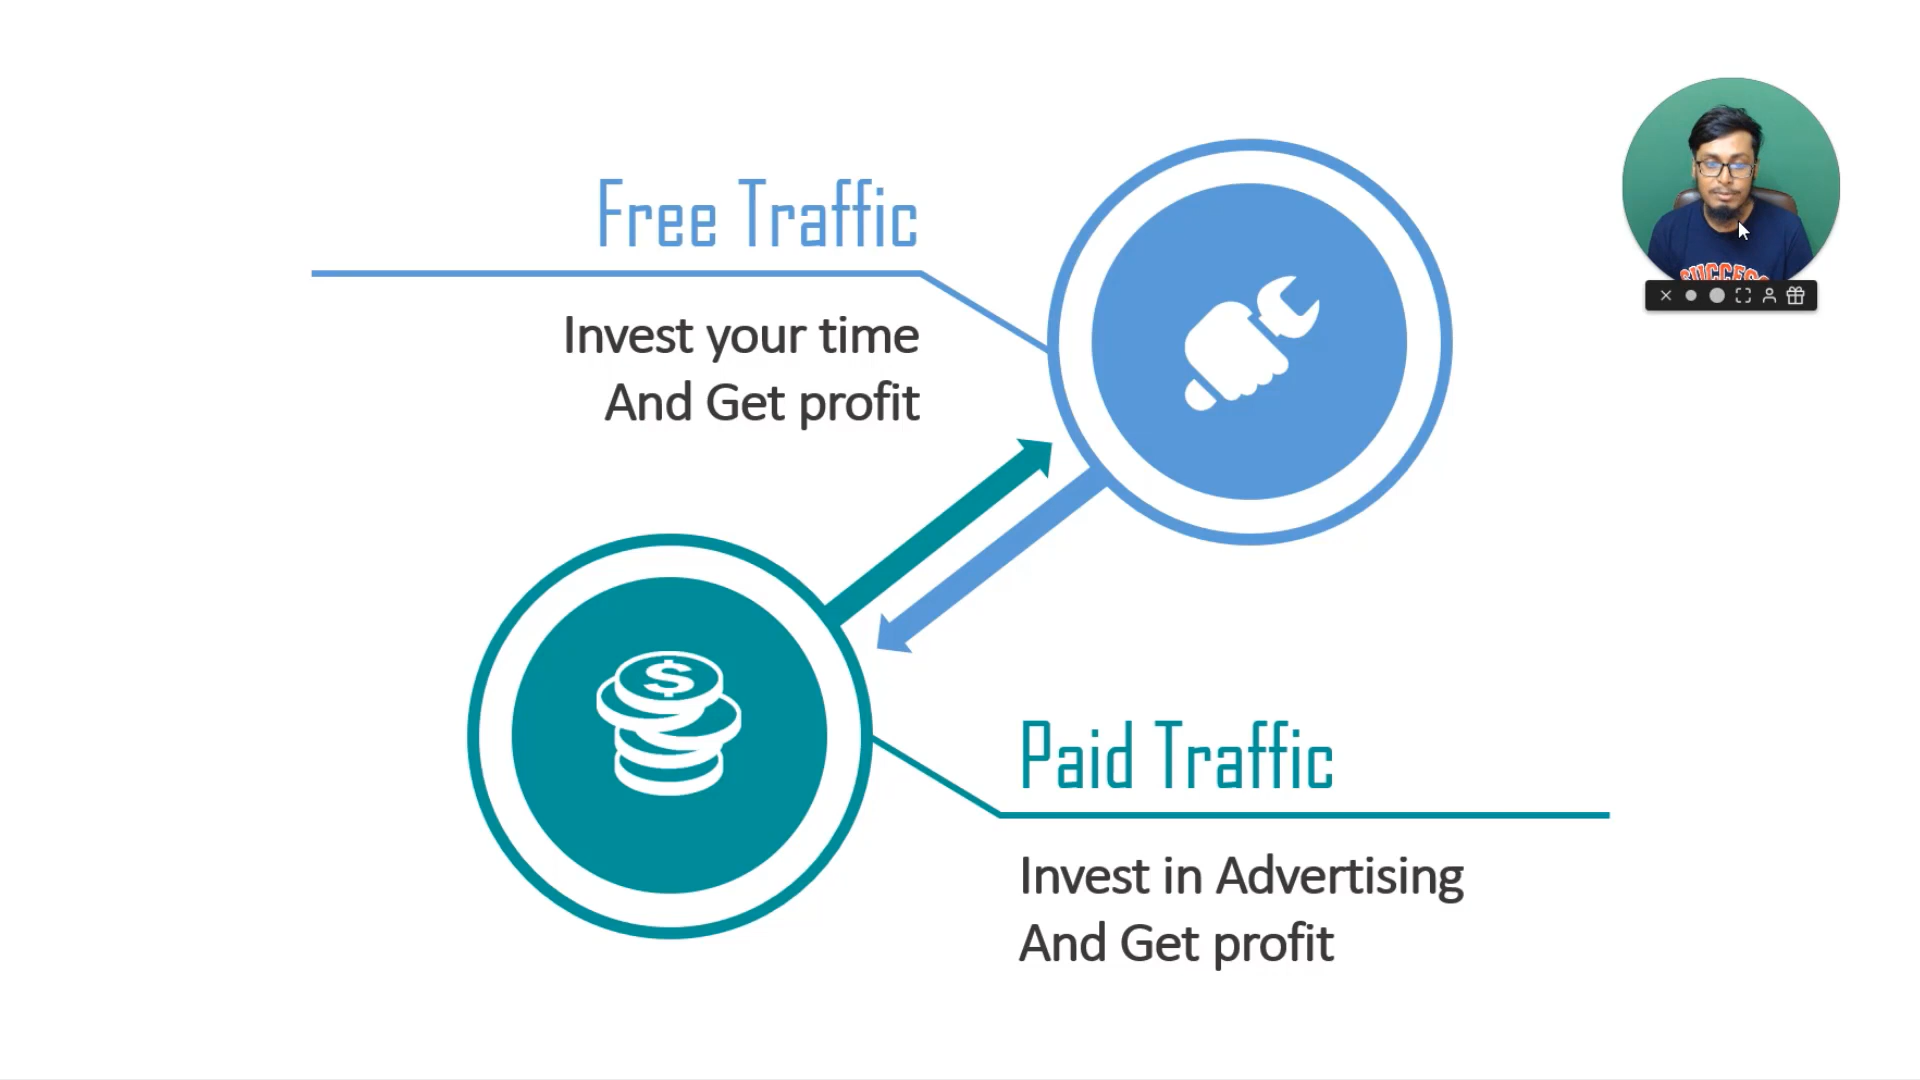 Free Traffic
Invest your time
And Get profit
$
Paid Traffic
Invest in Advertising
And Get profit